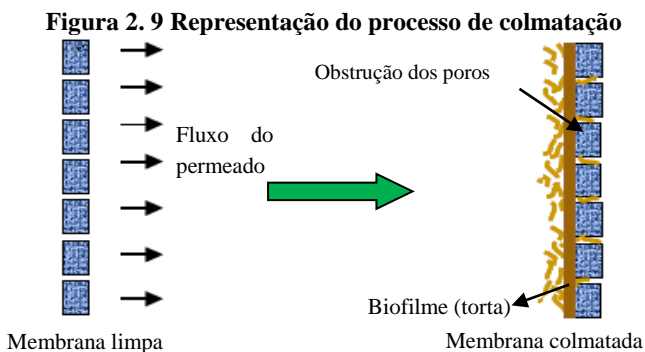 Figura 2. 9 Representação do processo de colmatação
Obstrução dos poros
Fluxo do
permeado
Biofilme (torta)
Membrana limpa
Membrana colmatada